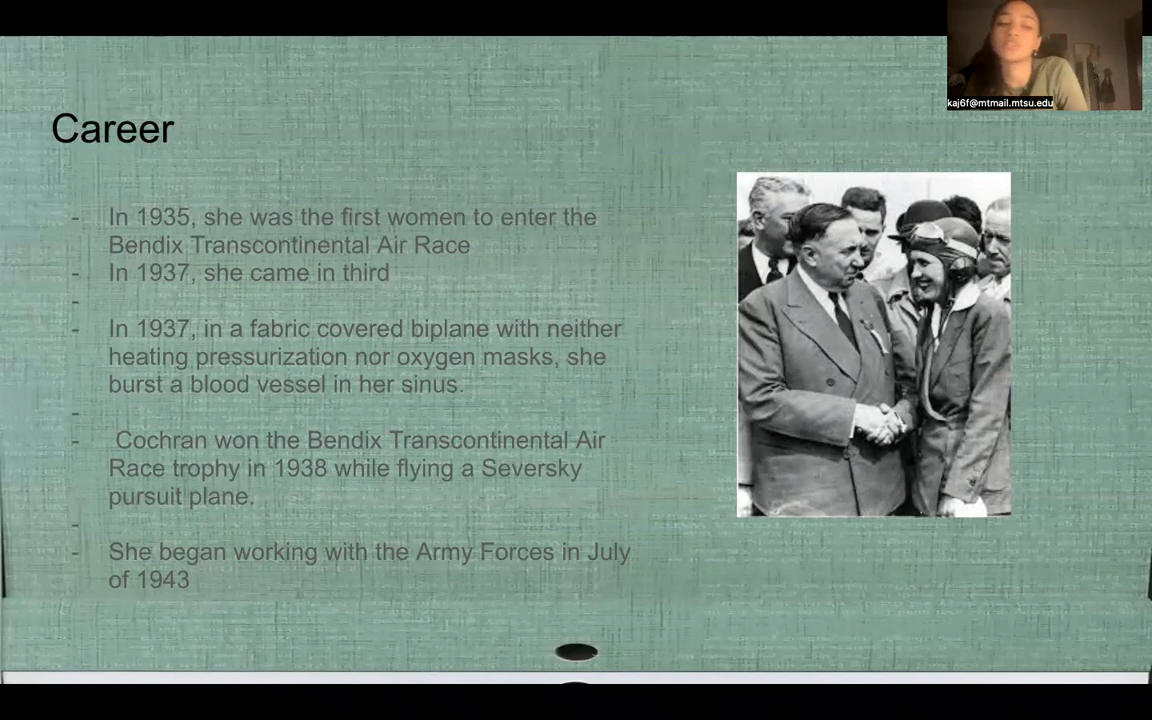 kaj6f@mtmail.mtsu.edu
Career
- In 1935, she was the first women to enter the
Bendix Transcontinental Air Race
- In 1937, she came in third
-
- In 1937, in a fabric covered biplane with neither
heating pressurization nor oxygen masks, she
burst a blood vessel in her sinus.
-
- Cochran won the Bendix Transcontinental Air
Race trophy in 1938 while flying a Seversky
pursuit plane.
-
- She began working with the Army Forces in July
of 1943